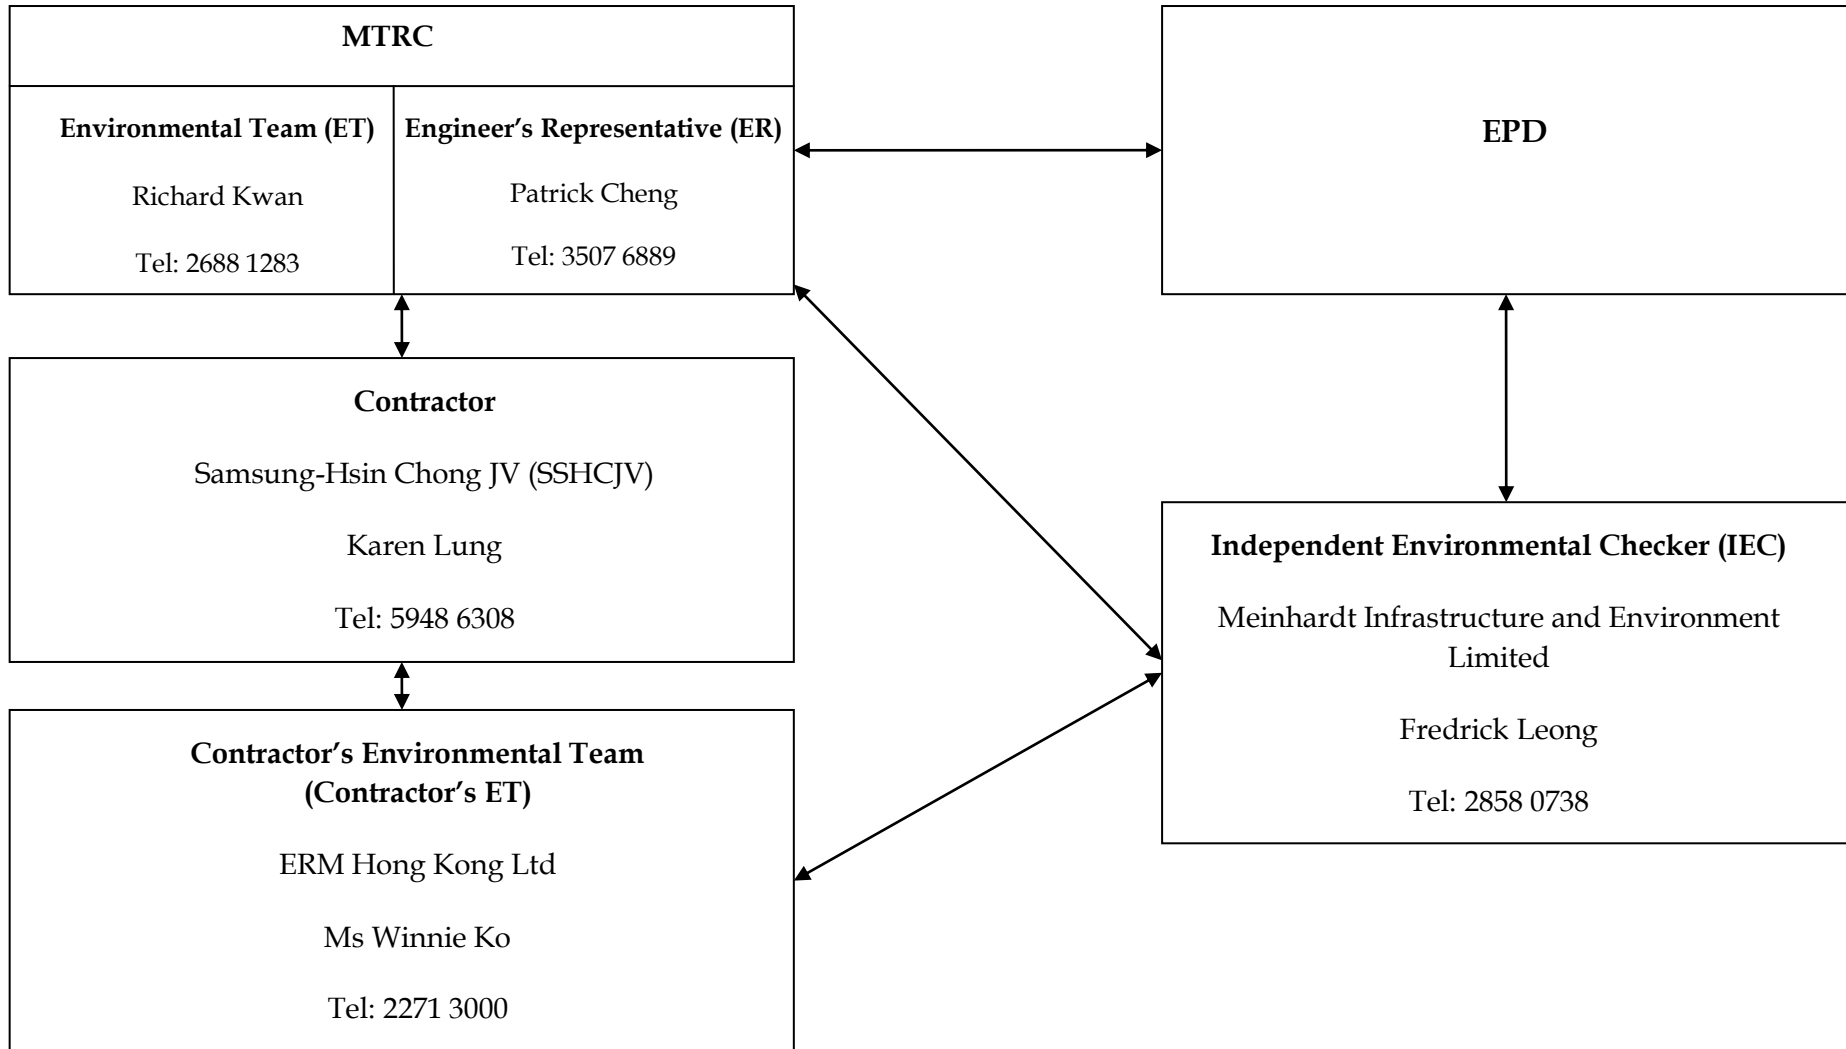 MTRC
Environmental Team (ET)
Richard Kwan
Tel: 2688 1283
Engineer’s Representative (ER)
Patrick Cheng
Tel: 3507 6889
EPD
Contractor
Samsung-Hsin Chong JV (SSHCJV)
Karen Lung
Tel: 5948 6308
Independent Environmental Checker (IEC)
Meinhardt Infrastructure and Environment
Limited
Fredrick Leong
Tel: 2858 0738
Contractor’s Environmental Team
(Contractor’s ET)
ERM Hong Kong Ltd
Ms Winnie Ko
Tel: 2271 3000